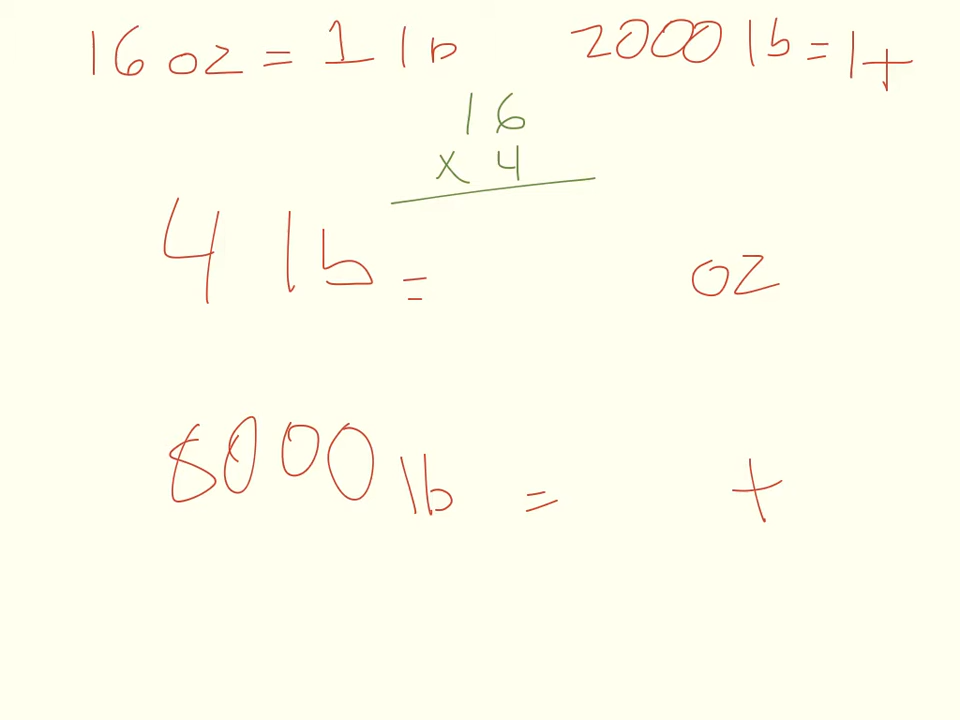 16 oz = 1 lb 2000 lb = 1 t
16
x 4
4 lb = oz
8000 lb = t